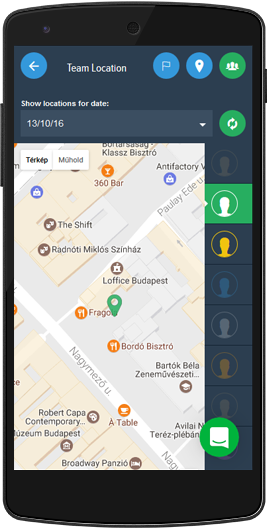 Team Location
Show locations for date:
13/10/16
Térkép
Műhold
Bortársaság -
Klassz Bisztró
360 Bar
Antifactory V
Paulay Ede u.
The Shift
Radnóti Miklós Színház
Loffice Budapest
Frago
Bordó Bisztró
Nagymező u.
Bartók Béla
Zeneművészeti...
Robert Capa
Contemporary...
Múzeum Budapest
À Table
Avilai N
Teréz-plébán
Broadway Panzió